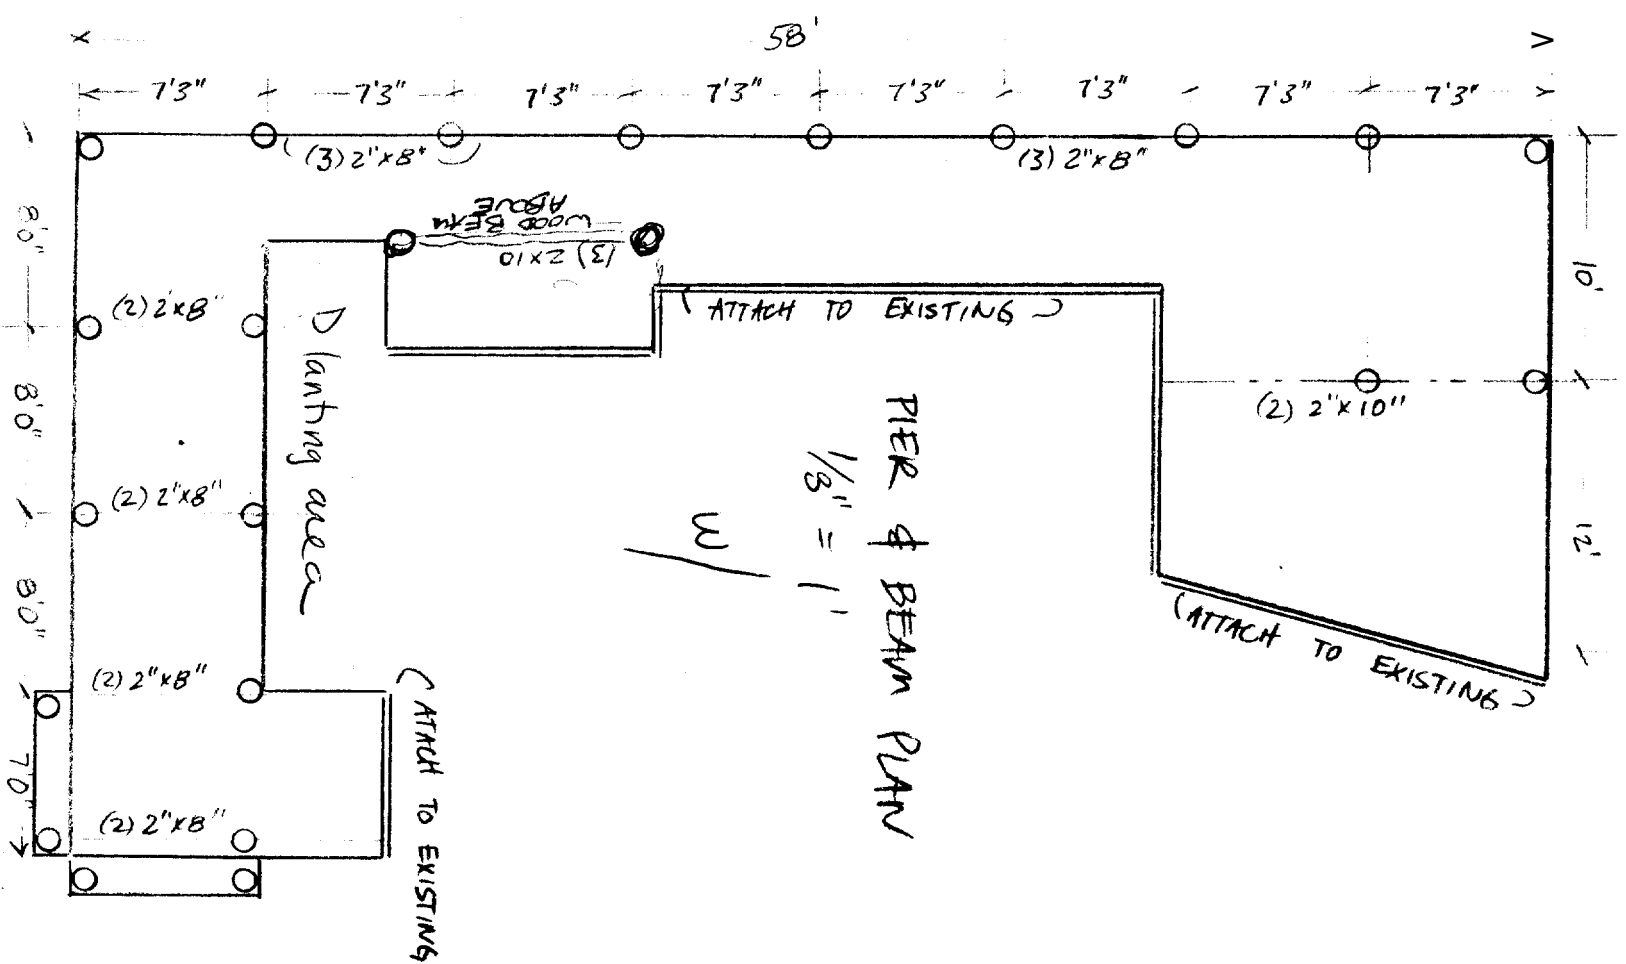 58'
7'3" 7'3" 7'3" 7'3" 7'3" 7'3" 7'3" 7'3"
(3) 2"x8"
(3) 2"x8"
WOOD BEAM
ABOVE
(3) 2x10
8'0"
10'
(2) 2"x8"
Planting area
(ATTACH TO EXISTING)
8'0"
(2) 2"x10"
PIER & BEAM PLAN
1/8" = 1'
(2) 2"x8"
12'
8'0"
(ATTACH TO EXISTING)
(2) 2"x8"
(ATACH TO EXISTING
7'0"
(2) 2"x8"